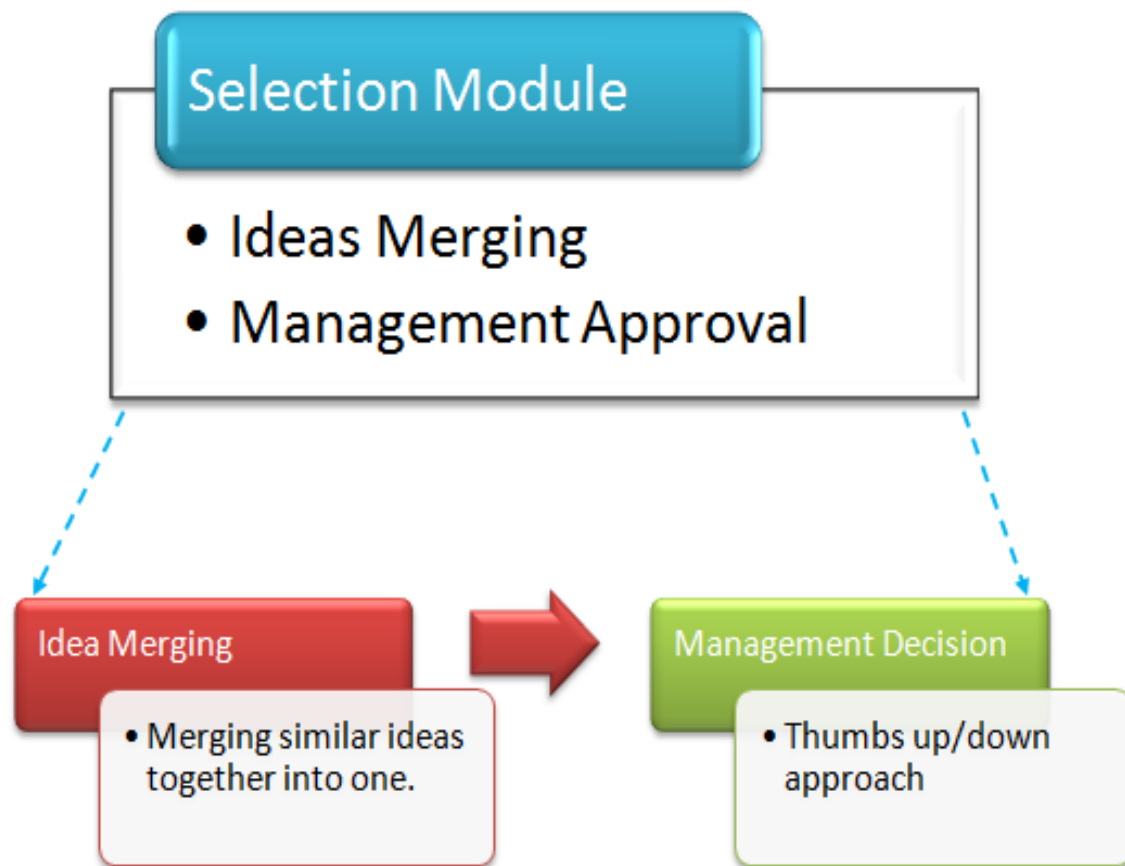 Selection Module
• Ideas Merging
• Management Approval
Idea Merging
• Merging similar ideas
together into one.
Management Decision
• Thumbs up/down
approach